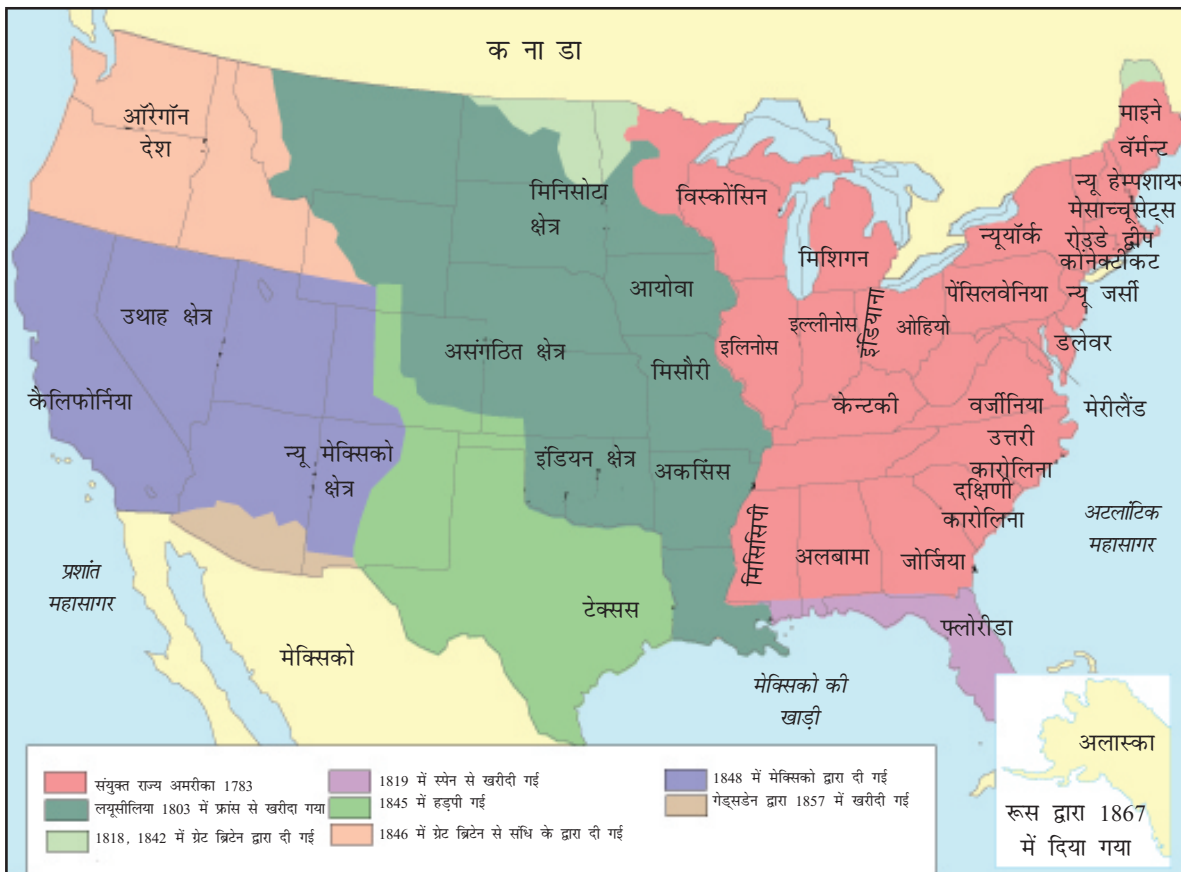 क ना डा
ऑरेगॉन
देश
माइने
वॅर्मन्ट
न्यू हेम्पशायर
मेसाच्चूसेट्स
न्यूयॉर्क
रोउडे द्वीप
कोनेक्टीकट
मिनिसोटा
क्षेत्र
विस्कोंसिन
मिशिगन
आयोवा
पेंसिलवेनिया
न्यू जर्सी
उथाह क्षेत्र
असंगठित क्षेत्र
इलिनोस
इल्लीनोस
इंडियाना
ओहियो
डलेवर
मिसौरी
कैलिफोर्निया
केन्टकी
वर्जीनिया
मेरीलैंड
न्यू मेक्सिको
क्षेत्र
इंडियन क्षेत्र
अकसिंस
उत्तरी
कारोलिना
दक्षिणी
कारोलिना
मिसिसिपी
अलबामा
जोर्जिया
अटलांटिक
महासागर
प्रशांत
महासागर
टेक्सस
फ्लोरीडा
मेक्सिको
मेक्सिको की
खाड़ी
अलास्का
रूस द्वारा 1867
में दिया गया
संयुक्त राज्य अमरीका 1783
लयूसीलिया 1803 में फ्रांस से खरीदा गया
1818, 1842 में ग्रेट ब्रिटेन द्वारा दी गई
1819 में स्पेन से खरीदी गई
1845 में हड़पी गई
1846 में ग्रेट ब्रिटेन से संधि के द्वारा दी गई
1848 में मेक्सिको द्वारा दी गई
गेड्सडेन द्वारा 1857 में खरीदी गई